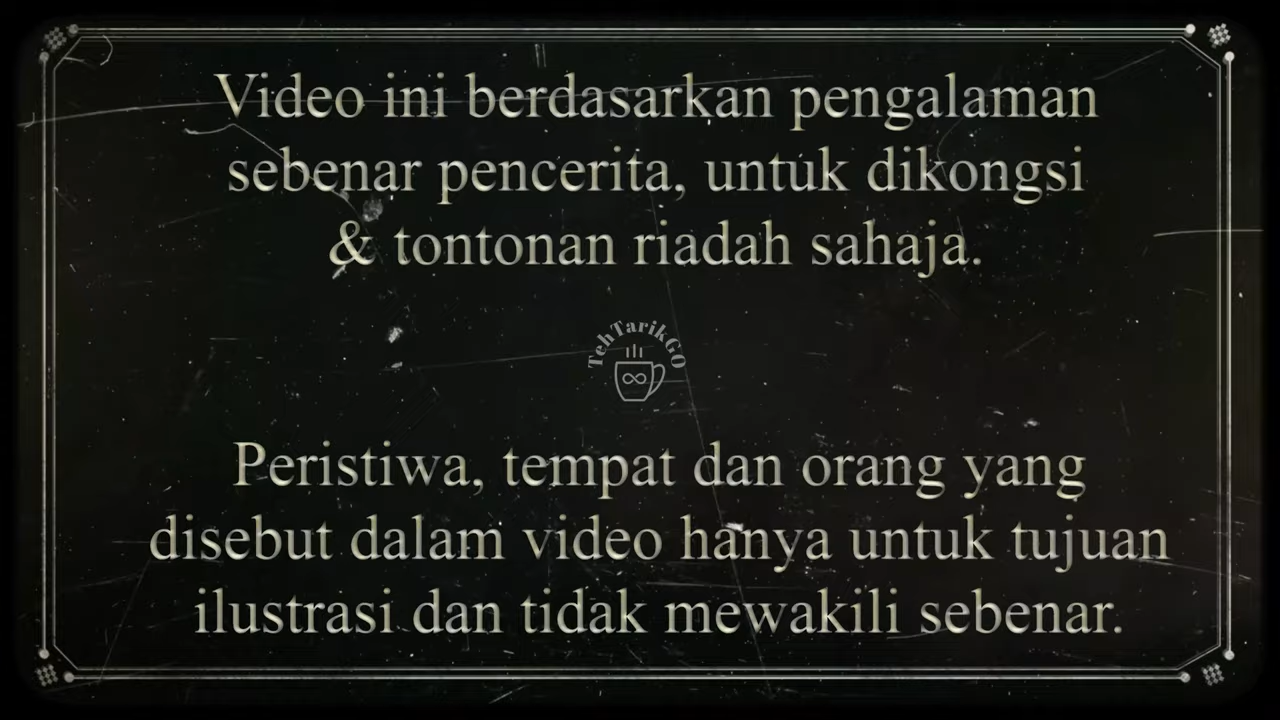 Video ini berdasarkan pengalaman
sebenar pencerita, untuk dikongsi
& tontonan riadah sahaja.
TehTarikGO
Peristiwa, tempat dan orang yang
disebut dalam video hanya untuk tujuan
ilustrasi dan tidak mewakili sebenar.